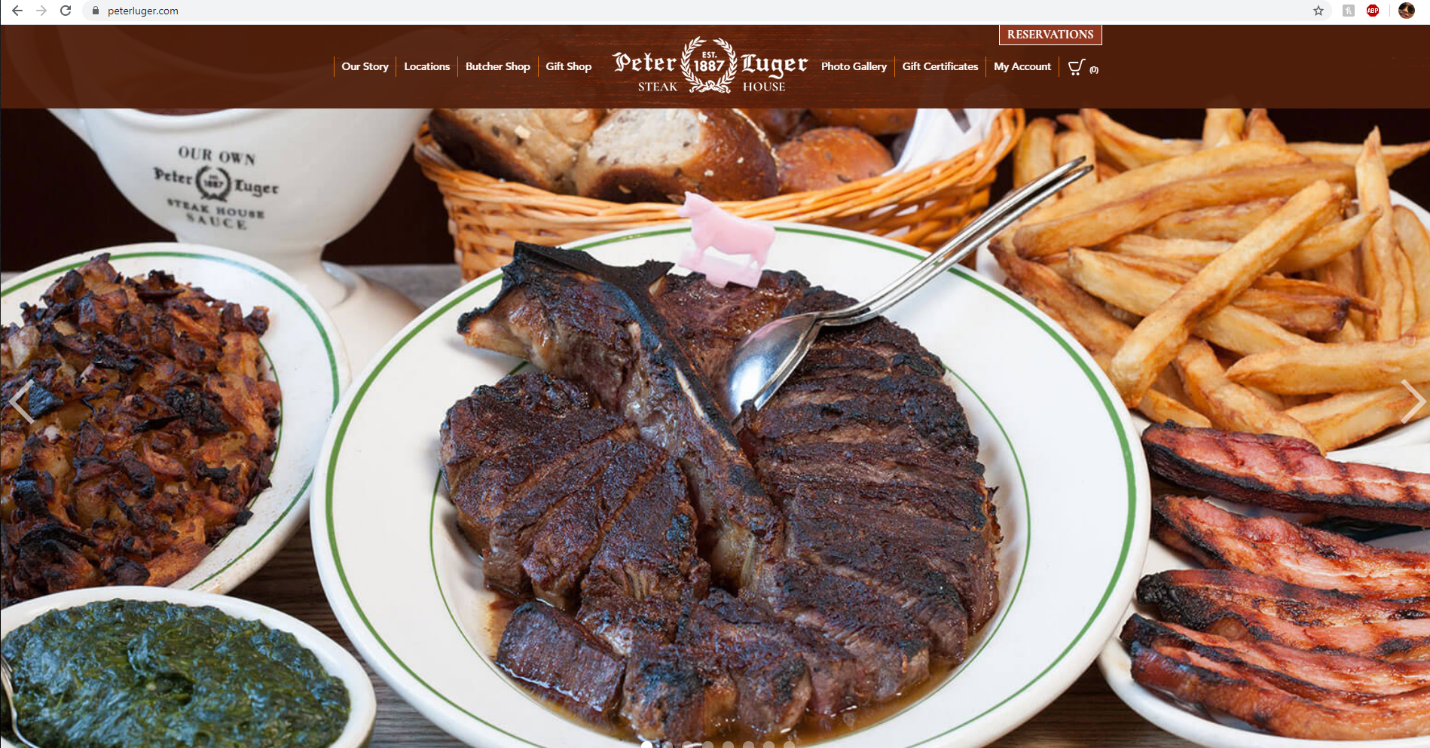 peterluger.com
ABP
RESERVATIONS
Our Story
Locations
Butcher Shop
Gift Shop
Peter Luger
EST.
1887
STEAK HOUSE
Photo Gallery
Gift Certificates
My Account
(0)
OUR OWN
Peter Luger
1887
STEAK HOUSE
SAUCE